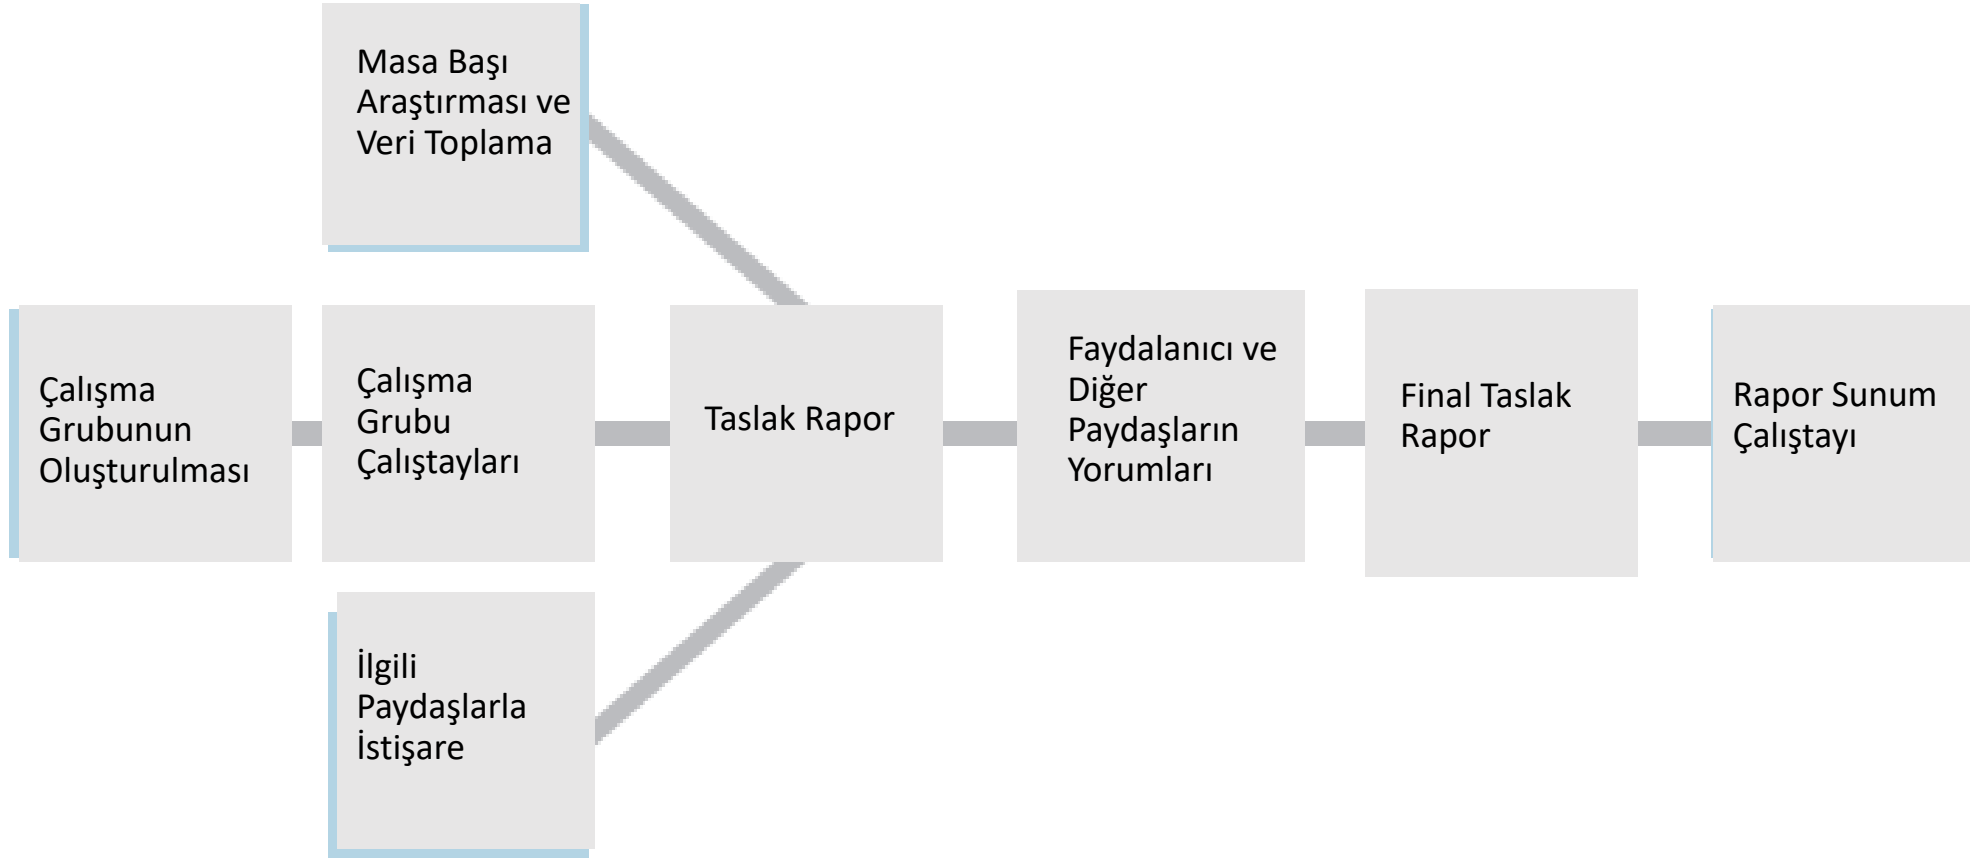 Masa Başı
Araştırması ve
Veri Toplama
Çalışma
Grubunun
Oluşturulması
Çalışma
Grubu
Çalıştayları
Taslak Rapor
Faydalanıcı ve
Diğer
Paydaşların
Yorumları
Final Taslak
Rapor
Rapor Sunum
Çalıştayı
İlgili
Paydaşlarla
İstişare